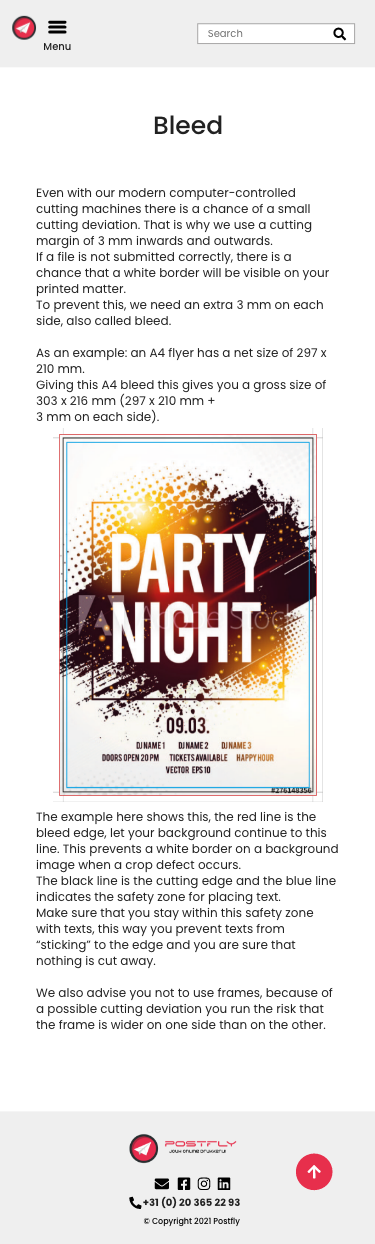 Menu
Search
Bleed
Even with our modern computer-controlled
cutting machines there is a chance of a small
cutting deviation. That is why we use a cutting
margin of 3 mm inwards and outwards.
If a file is not submitted correctly, there is a
chance that a white border will be visible on your
printed matter.
To prevent this, we need an extra 3 mm on each
side, also called bleed.
As an example: an A4 flyer has a net size of 297 x
210 mm.
Giving this A4 bleed this gives you a gross size of
303 x 216 mm (297 x 210 mm +
3 mm on each side).
PARTY
NIGHT
Adobe Stock
09.03.
DJ NAME 1 DJ NAME 2 DJ NAME 3
DOORS OPEN 20 PM TICKETS AVAILABLE HAPPY HOUR
VECTOR EPS 10
#276148356
The example here shows this, the red line is the
bleed edge, let your background continue to this
line. This prevents a white border on a background
image when a crop defect occurs.
The black line is the cutting edge and the blue line
indicates the safety zone for placing text.
Make sure that you stay within this safety zone
with texts, this way you prevent texts from
“sticking” to the edge and you are sure that
nothing is cut away.
We also advise you not to use frames, because of
a possible cutting deviation you run the risk that
the frame is wider on one side than on the other.
POSTFLY
JOUW ONLINE DRUKKERIJ!
+31 (0) 20 365 22 93
© Copyright 2021 Postfly